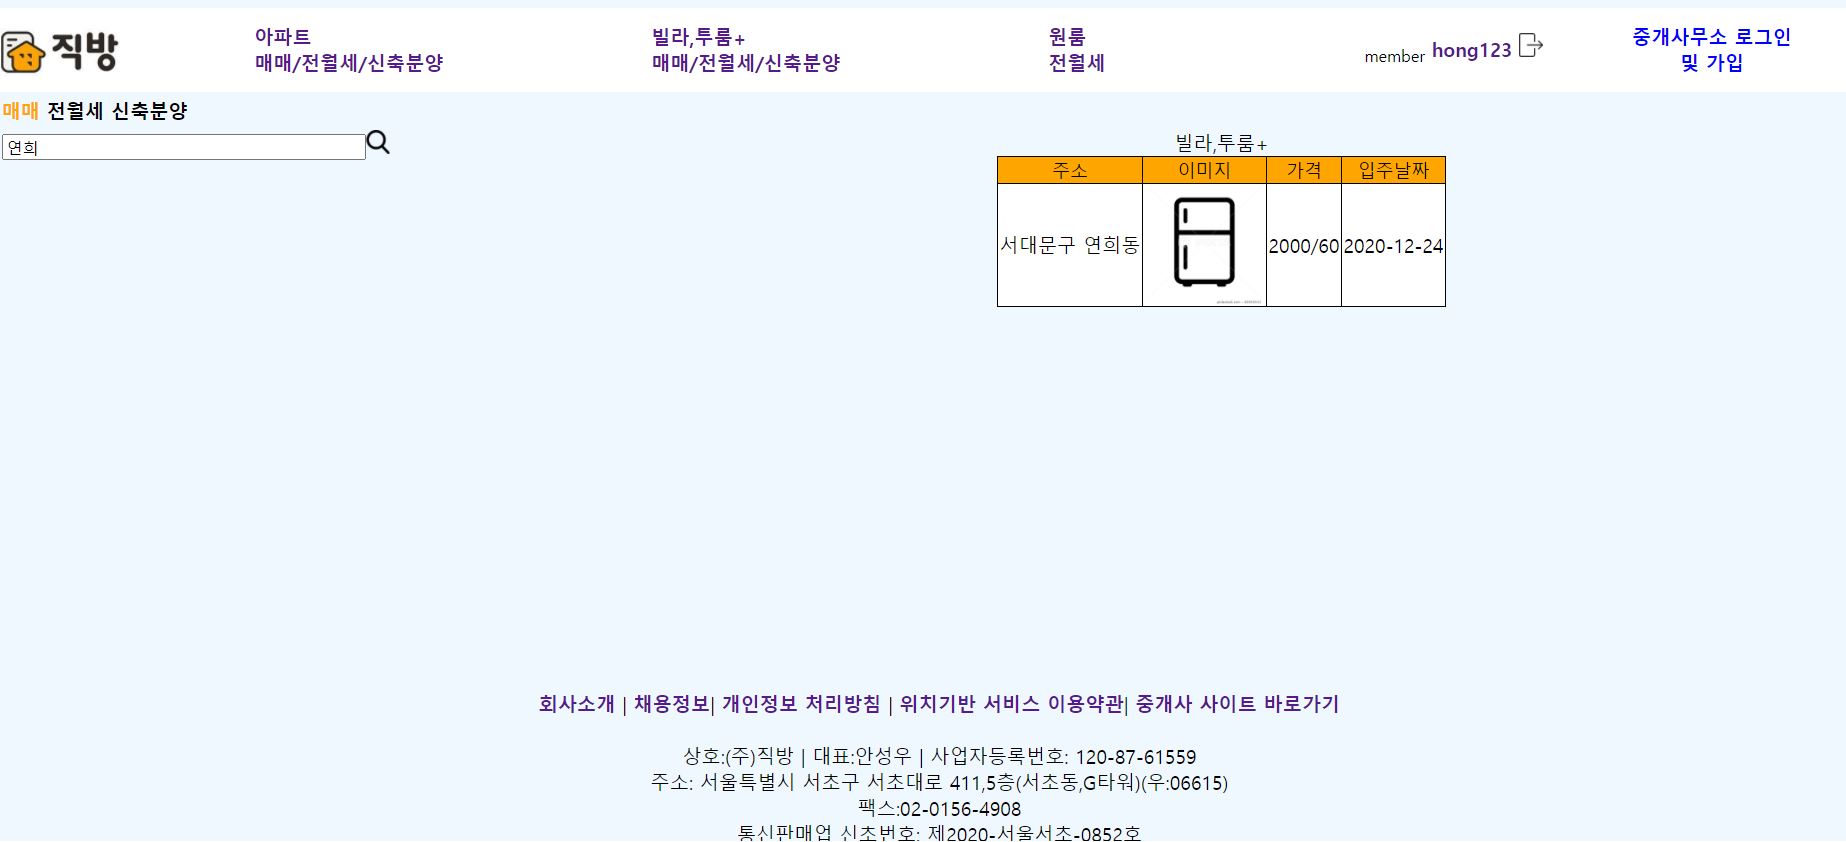 직방
아파트
매매/전월세/신축분양
빌라,투룸+
매매/전월세/신축분양
원룸
전월세
member hong123
중개사무소 로그인
및 가입
매매 전월세 신축분양
연희
빌라,투룸+
주소 이미지 가격 입주날짜
서대문구 연희동 2000/60 2020-12-24
회사소개 | 채용정보| 개인정보 처리방침 | 위치기반 서비스 이용약관| 중개사 사이트 바로가기
상호:(주)직방 | 대표:안성우 | 사업자등록번호: 120-87-61559
주소: 서울특별시 서초구 서초대로 411,5층(서초동,G타워)(우:06615)
팩스:02-0156-4908
통신판매업 신초번호: 제2020-서울서초-0852호